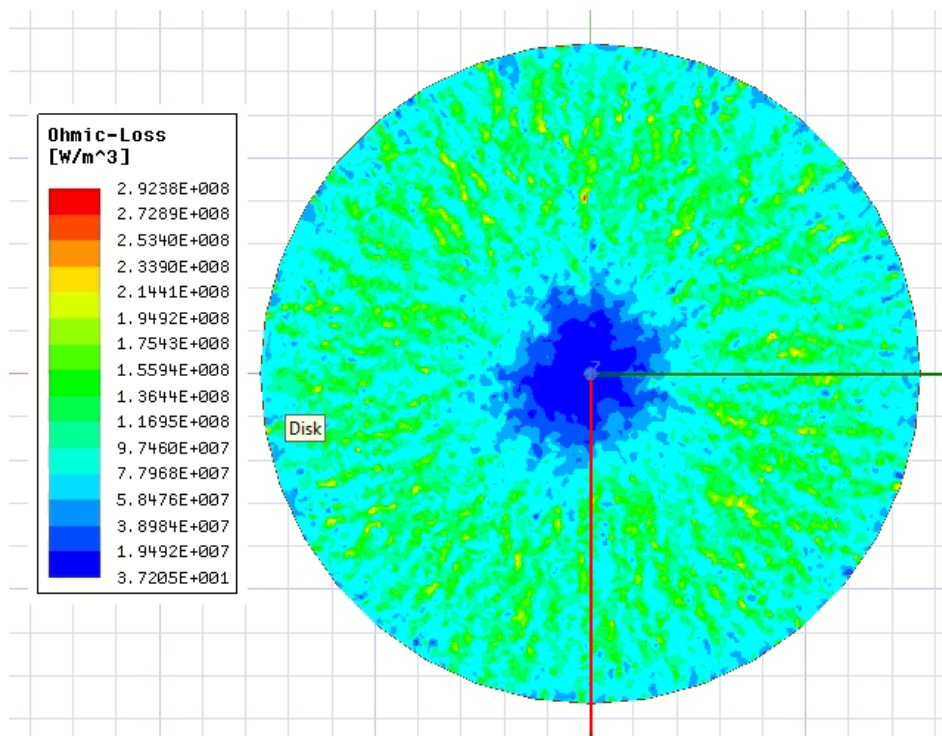 Ohmic-Loss
[W/m^3]
2.9238E+008
2.7289E+008
2.5340E+008
2.3390E+008
2.1441E+008
1.9492E+008
1.7543E+008
1.5594E+008
1.3644E+008
1.1695E+008
9.7460E+007
7.7968E+007
5.8476E+007
3.8984E+007
1.9492E+007
3.7205E+001
Disk